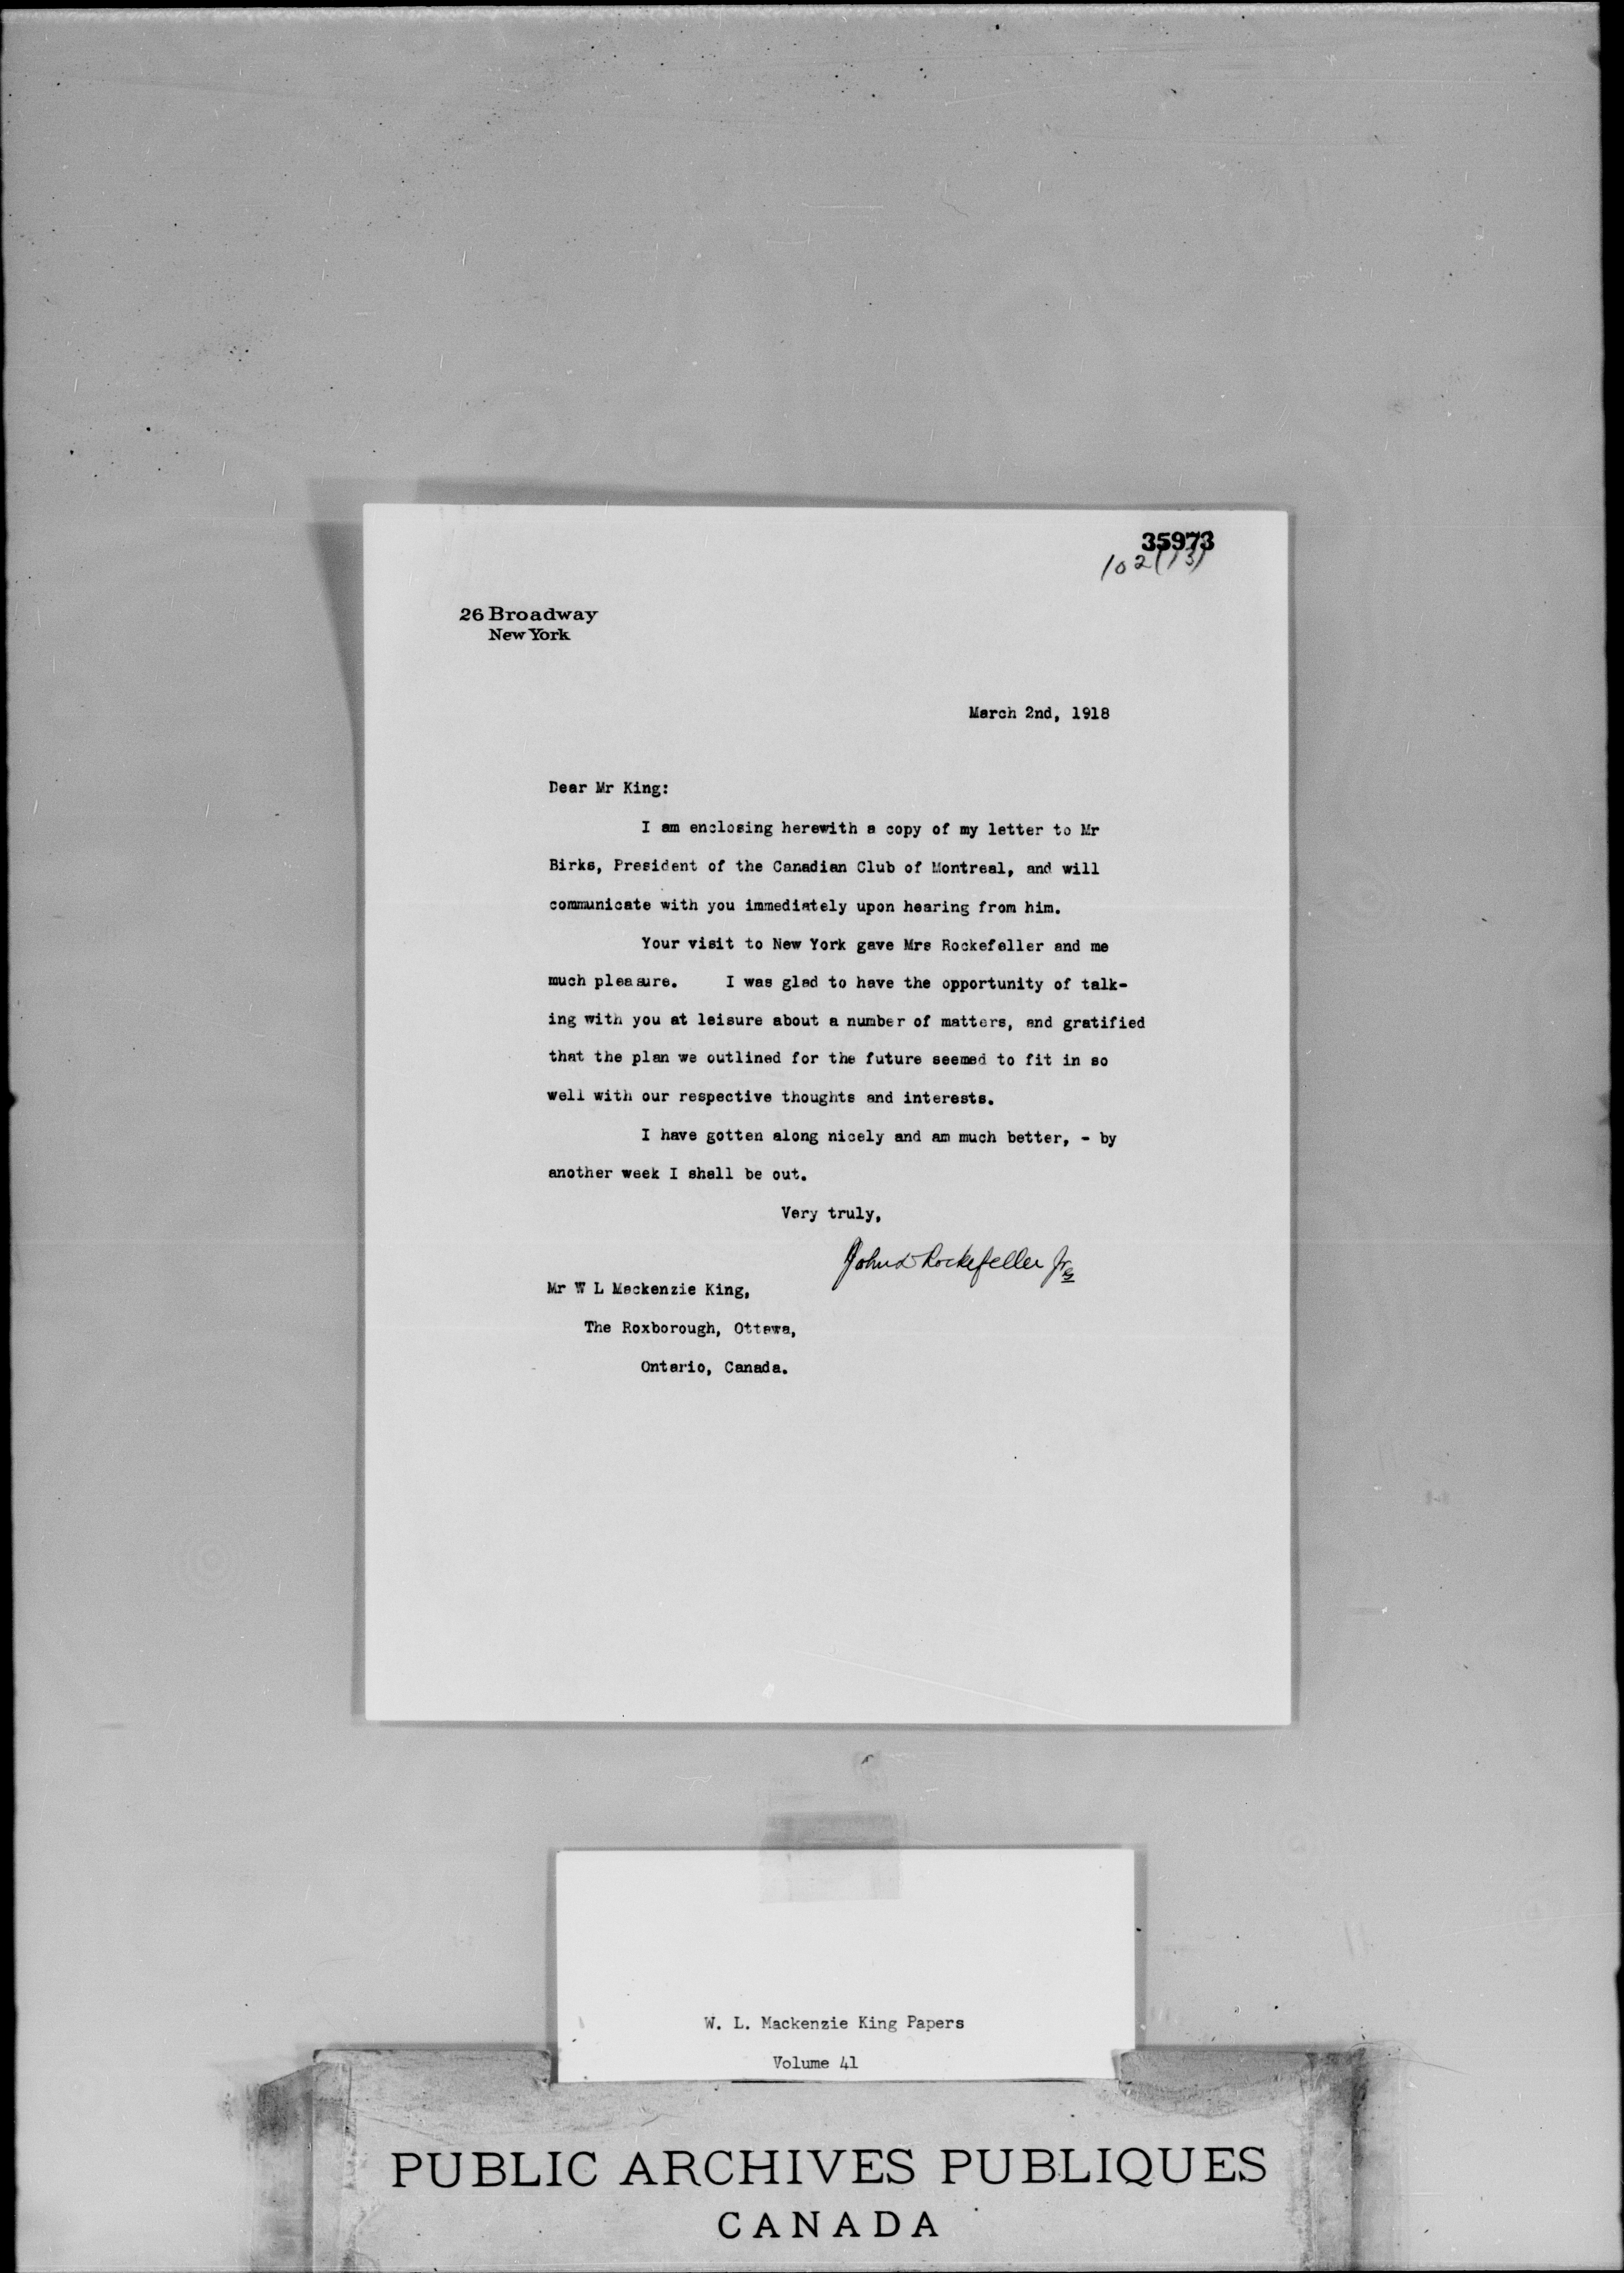 35973
102(13)
26 Broadway
New York
March 2nd, 1918
Dear Mr King:
I am enclosing herewith a copy of my letter to Mr
Birks, President of the Canadian Club of Montreal, and will
communicate with you immediately upon hearing from him.
Your visit to New York gave Mrs Rockefeller and me
much pleasure. I was glad to have the opportunity of talk-
ing with you at leisure about a number of matters, and gratified
that the plan we outlined for the future seemed to fit in so
well with our respective thoughts and interests.
I have gotten along nicely and am much better, - by
another week I shall be out.
Very truly,
John D Rockefeller Jr
Mr W L Mackenzie King,
The Roxborough, Ottawa,
Ontario, Canada.
W. L. Mackenzie King Papers
Volume 41
PUBLIC ARCHIVES PUBLIQUES
CANADA